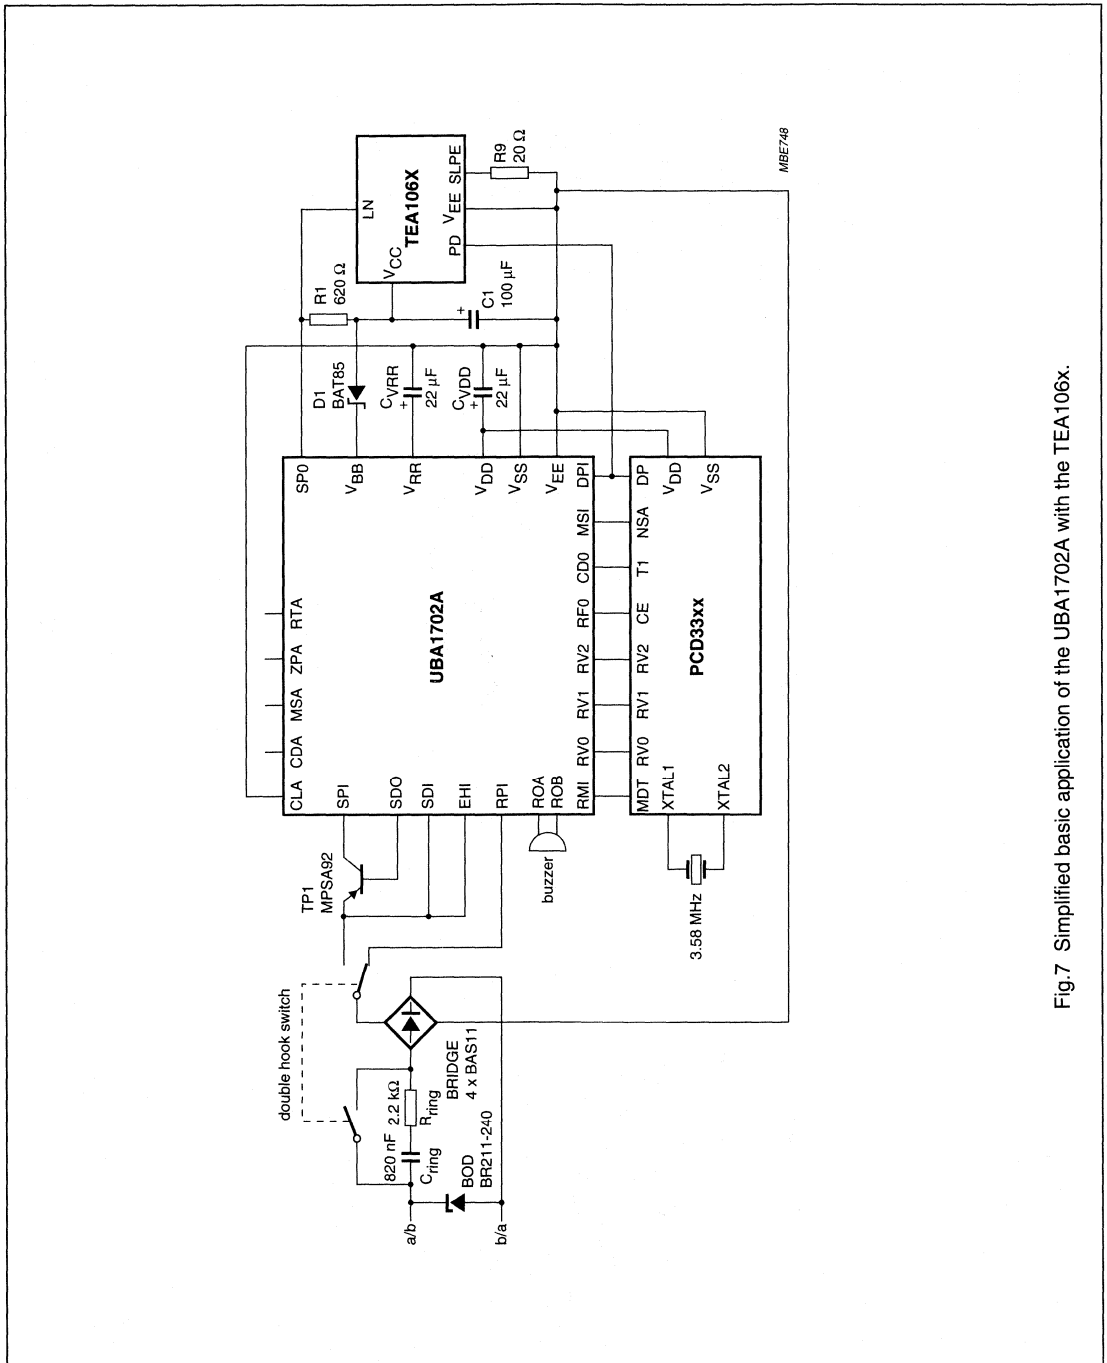 double hook switch
a/b
b/a
820 nF
C ring
2.2 kΩ
R ring
BOD
BR211-240
BRIDGE
4 x BAS11
TP1
MPSA92
buzzer
3.58 MHz
CLA
CDA
MSA
ZPA
RTA
SPI
SDO
SDI
EHI
RPI
ROA
ROB
UBA1702A
SP0
VBB
VRR
VDD
VSS
VEE
RMI
RV0
RV1
RV2
RF0
CD0
MSI
DPI
MDT
RV0
RV1
RV2
CE
T1
NSA
DP
XTAL1
XTAL2
PCD33xx
VDD
VSS
D1
BAT85
CVRR
+
22 µF
CVDD
+
22 µF
R1
620 Ω
+
C1
100 µF
LN
VCC
TEA106X
PD
VEE
SLPE
R9
20 Ω
MBE748
Fig.7 Simplified basic application of the UBA1702A with the TEA106x.